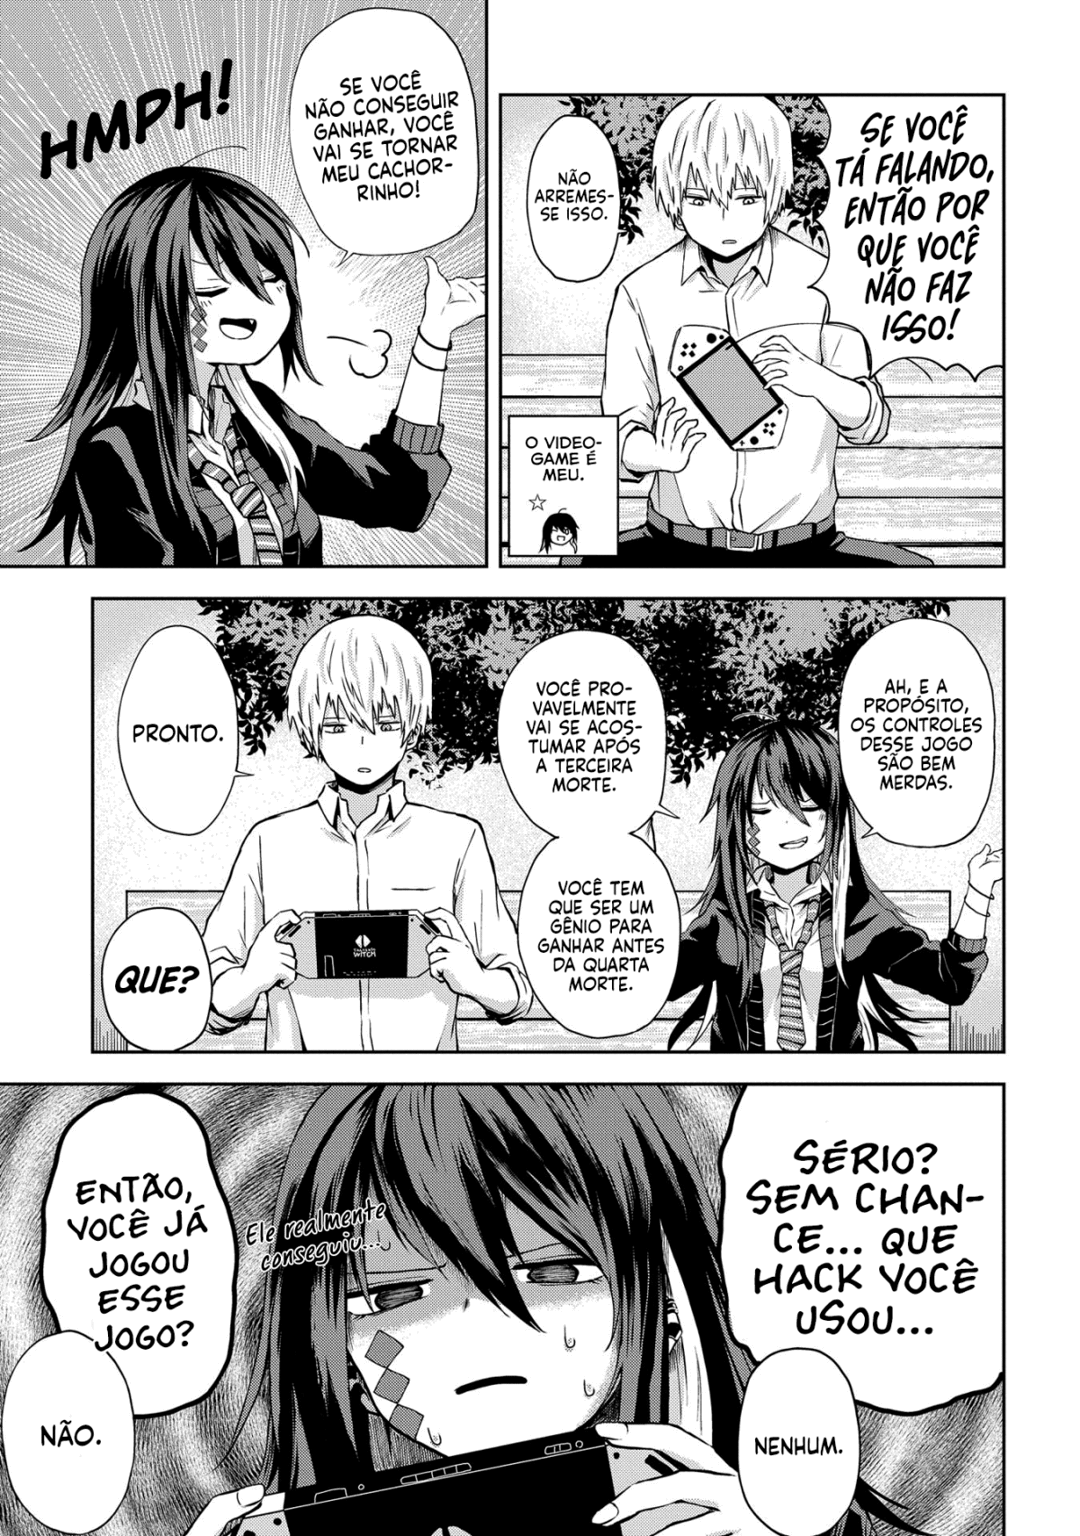 SE VOCÊ
TÁ FALANDO,
ENTÃO POR
QUE VOCÊ
NÃO FAZ
ISSO!
NÃO
ARREMES-
SE ISSO.
O VIDEO-
GAME É
MEU.
SE VOCÊ
NÃO CONSEGUIR
GANHAR, VOCÊ
VAI SE TORNAR
MEU CACHOR-
RINHO!
HMPH!
AH, E A
PROPÓSITO,
OS CONTROLES
DESSE JOGO
SÃO BEM
MERDAS.
VOCÊ PRO-
VAVELMENTE
VAI SE ACOS-
TUMAR APÓS
A TERCEIRA
MORTE.
VOCÊ TEM
QUE SER UM
GÊNIO PARA
GANHAR ANTES
DA QUARTA
MORTE.
PRONTO.
QUE?
WITCH
SÉRIO?
SEM CHAN-
CE... QUE
HACK VOCÊ
USOU...
NENHUM.
Ele realmente
conseguiu...
ENTÃO,
VOCÊ JÁ
JOGOU
ESSE
JOGO?
NÃO.